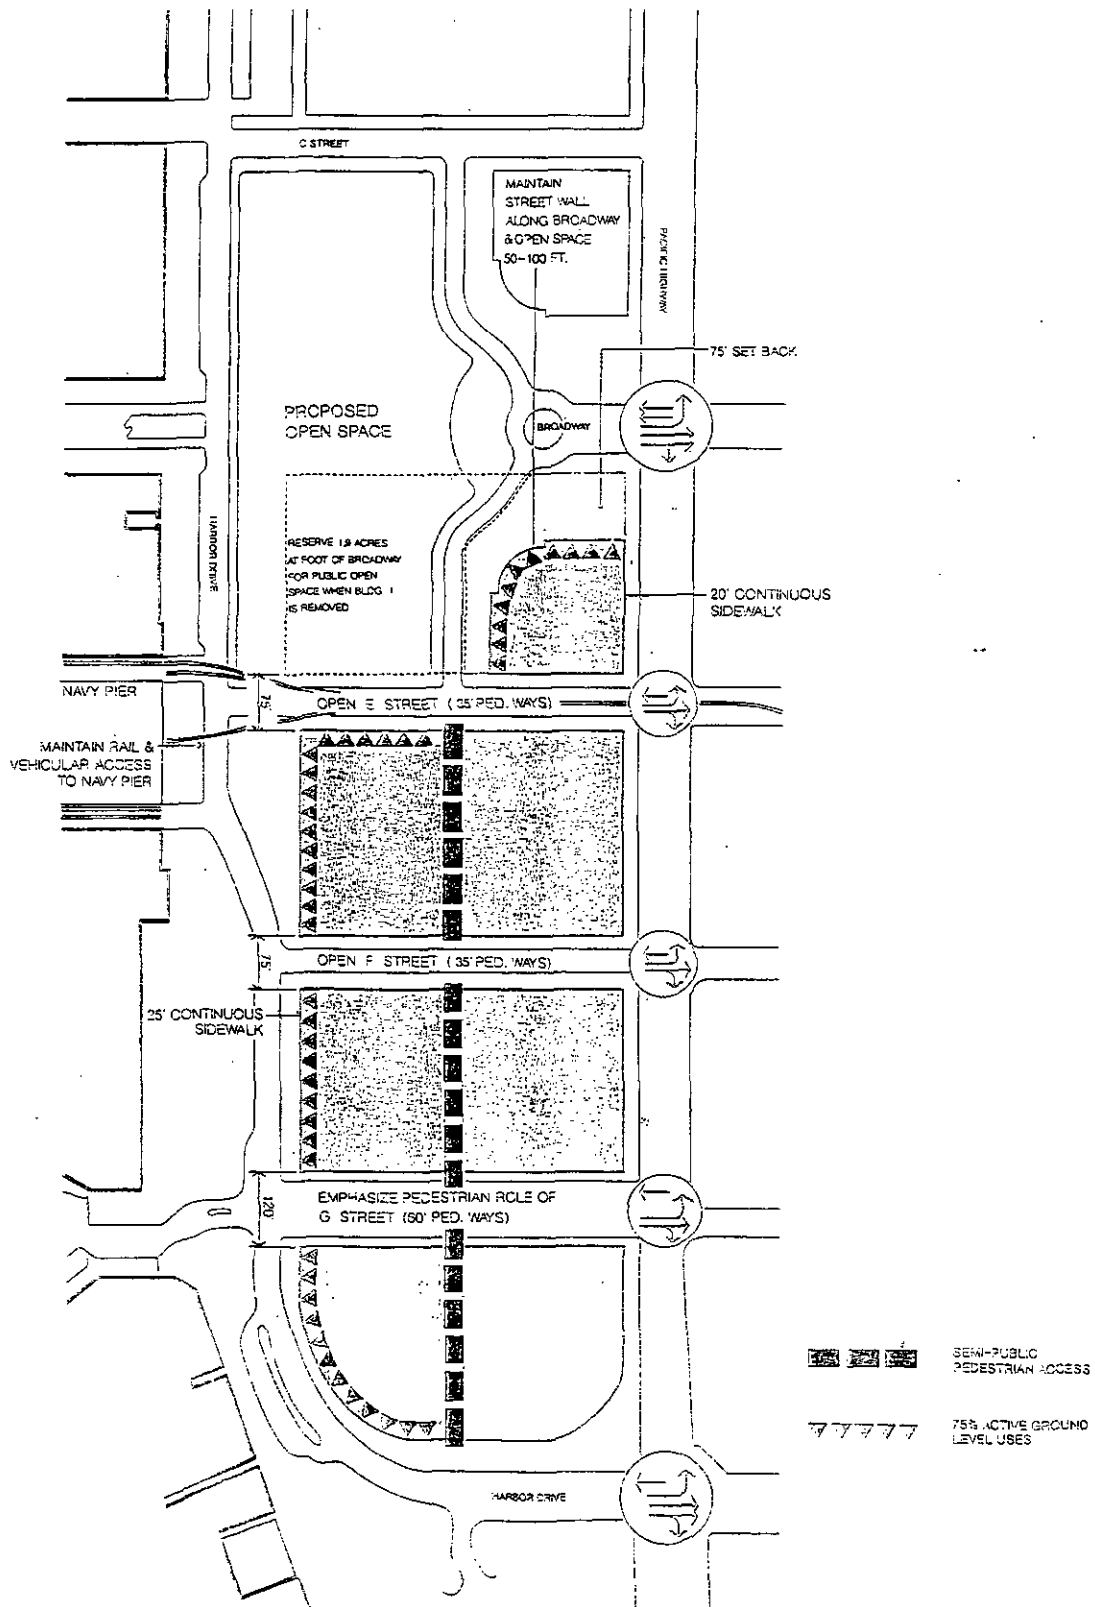 C STREET
MAINTAIN
STREET WALL
ALONG BROADWAY
& OPEN SPACE
50-100 FT.
PACIFIC HIGHWAY
75' SET BACK
PROPOSED
OPEN SPACE
BROADWAY
HARBOR DRIVE
RESERVE 1.9 ACRES
AT FOOT OF BROADWAY
FOR PUBLIC OPEN
SPACE WHEN BLDG 1
IS REMOVED
20' CONTINUOUS
SIDEWALK
NAVY PIER
75'
OPEN E STREET (35' PED. WAYS)
MAINTAIN RAIL &
VEHICULAR ACCESS
TO NAVY PIER
75'
OPEN F STREET (35' PED. WAYS)
25' CONTINUOUS
SIDEWALK
120'
EMPHASIZE PEDESTRIAN ROLE OF
G STREET (60' PED. WAYS)
SEMI-PUBLIC
PEDESTRIAN ACCESS
75% ACTIVE GROUND
LEVEL USES
HARBOR DRIVE